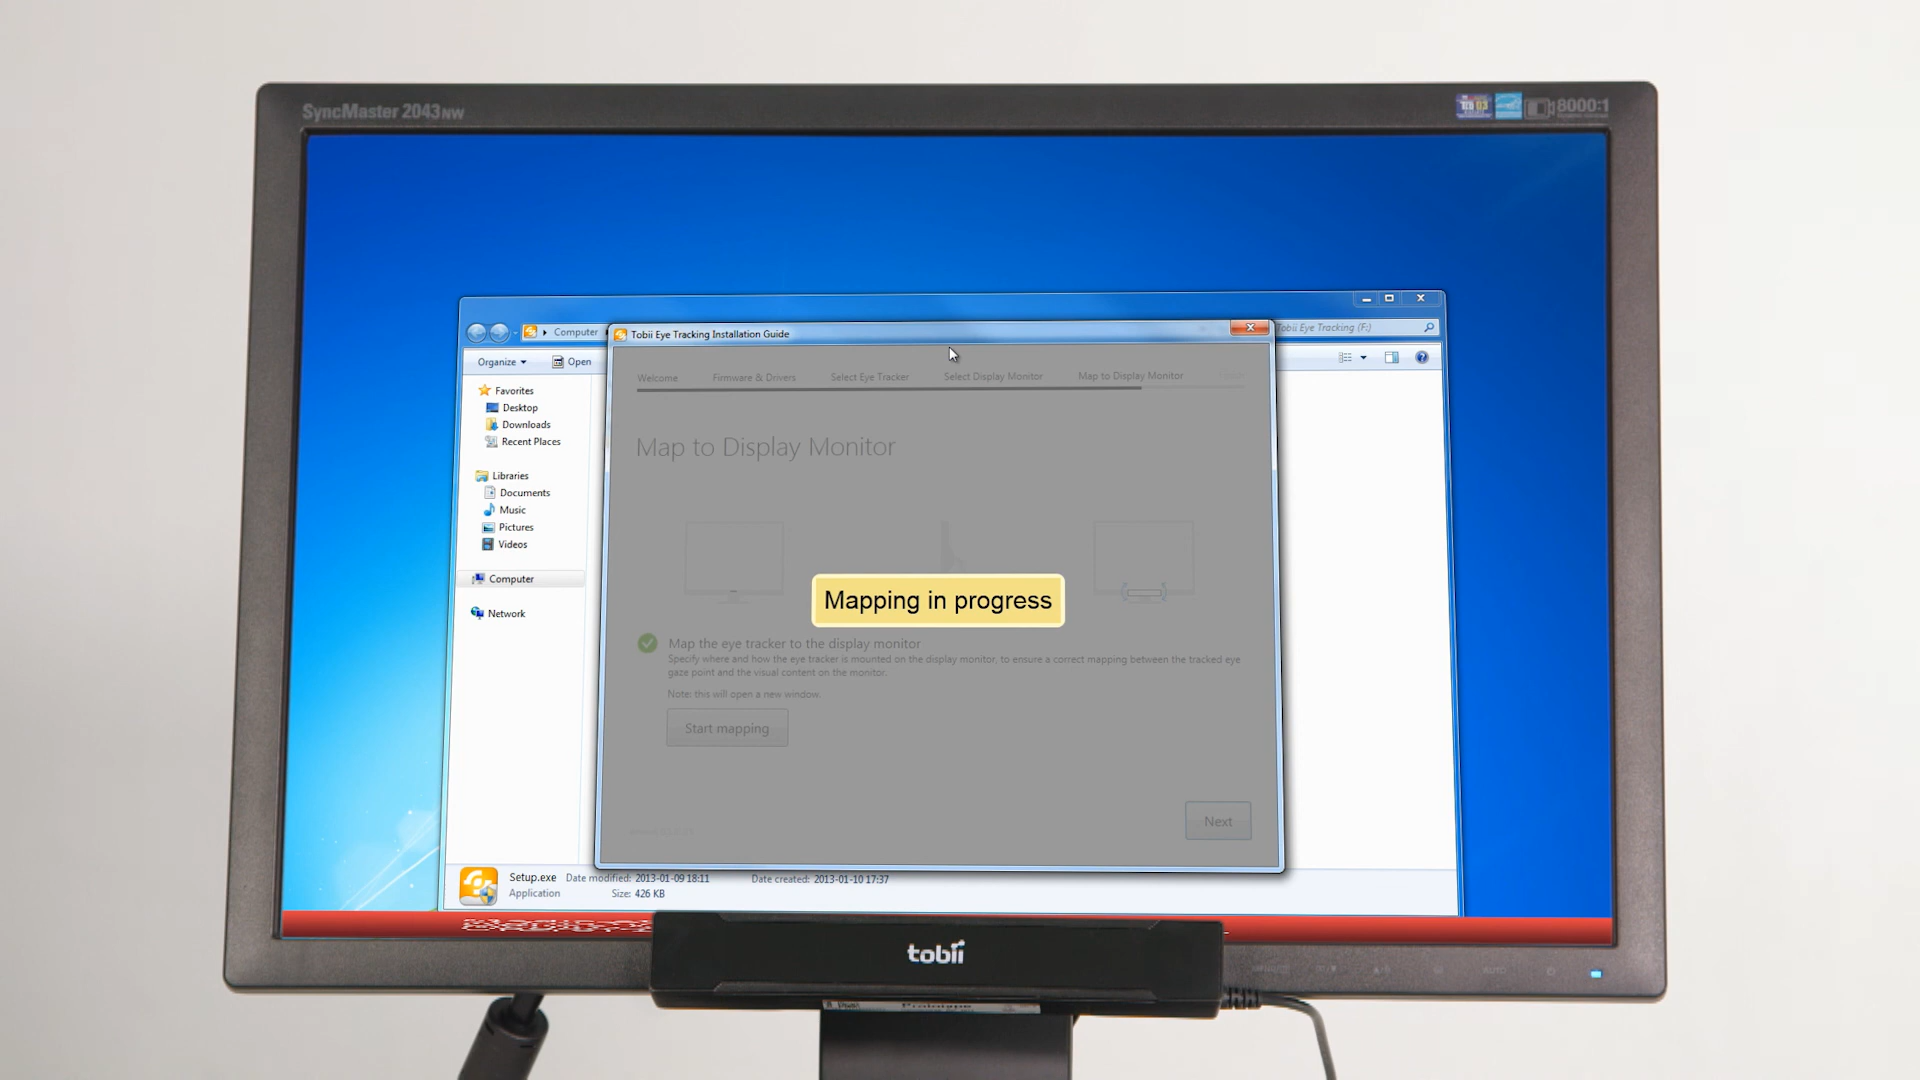 SyncMaster 2043NW
8000:1
Computer
Tobii Eye Tracking (F:)
Tobii Eye Tracking Installation Guide
Organize
Open
Welcome
Firmware & Drivers
Select Eye Tracker
Select Display Monitor
Map to Display Monitor
Favorites
Desktop
Downloads
Recent Places
Libraries
Documents
Music
Pictures
Videos
Computer
Network
Map to Display Monitor
Mapping in progress
Map the eye tracker to the display monitor
Specify where and how the eye tracker is mounted on the display monitor, to ensure a correct mapping between the tracked eye
gaze point and the visual content on the monitor.
Note: this will open a new window.
Start mapping
Next
Setup.exe Date modified: 2013-01-09 18:11 Date created: 2013-01-10 17:37
Application Size: 426 KB
tobii
Prototype
AUTO